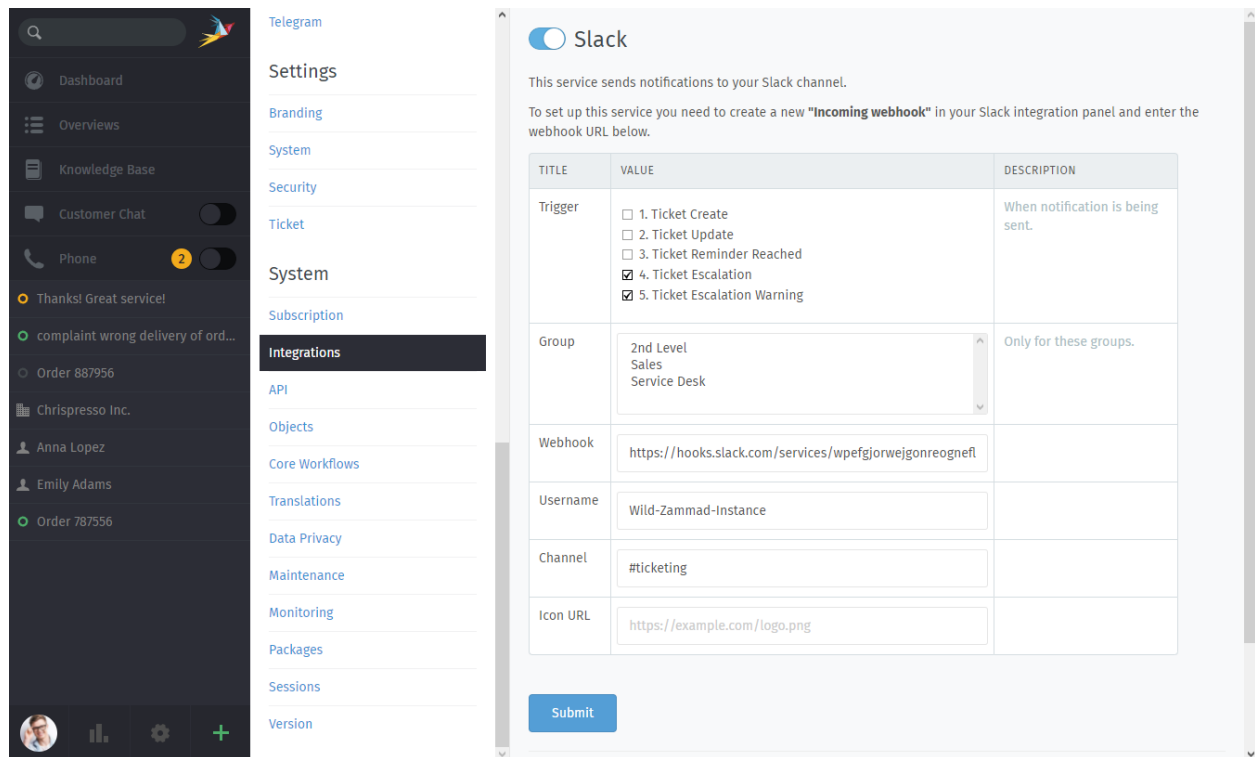 Dashboard
Overviews
Knowledge Base
Customer Chat
Phone 2
Thanks! Great service!
complaint wrong delivery of ord...
Order 887956
Chrispresso Inc.
Anna Lopez
Emily Adams
Order 787556
Telegram
Settings
Branding
System
Security
Ticket
System
Subscription
Integrations
API
Objects
Core Workflows
Translations
Data Privacy
Maintenance
Monitoring
Packages
Sessions
Version
Slack
This service sends notifications to your Slack channel.
To set up this service you need to create a new "Incoming webhook" in your Slack integration panel and enter the
webhook URL below.
TITLE VALUE DESCRIPTION
Trigger
1. Ticket Create
2. Ticket Update
3. Ticket Reminder Reached
4. Ticket Escalation
5. Ticket Escalation Warning
When notification is being
sent.
Group
2nd Level
Sales
Service Desk
Only for these groups.
Webhook
https://hooks.slack.com/services/wpefgjorwejgonreognefl
Username
Wild-Zammad-Instance
Channel
#ticketing
Icon URL
https://example.com/logo.png
Submit